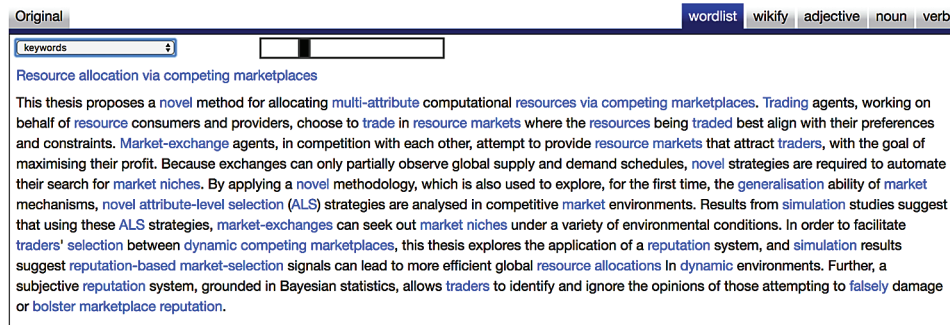 Original wordlist wikify adjective noun verb
keywords
Resource allocation via competing marketplaces
This thesis proposes a novel method for allocating multi-attribute computational resources via competing marketplaces. Trading agents, working on
behalf of resource consumers and providers, choose to trade in resource markets where the resources being traded best align with their preferences
and constraints. Market-exchange agents, in competition with each other, attempt to provide resource markets that attract traders, with the goal of
maximising their profit. Because exchanges can only partially observe global supply and demand schedules, novel strategies are required to automate
their search for market niches. By applying a novel methodology, which is also used to explore, for the first time, the generalisation ability of market
mechanisms, novel attribute-level selection (ALS) strategies are analysed in competitive market environments. Results from simulation studies suggest
that using these ALS strategies, market-exchanges can seek out market niches under a variety of environmental conditions. In order to facilitate
traders' selection between dynamic competing marketplaces, this thesis explores the application of a reputation system, and simulation results
suggest reputation-based market-selection signals can lead to more efficient global resource allocations In dynamic environments. Further, a
subjective reputation system, grounded in Bayesian statistics, allows traders to identify and ignore the opinions of those attempting to falsely damage
or bolster marketplace reputation.